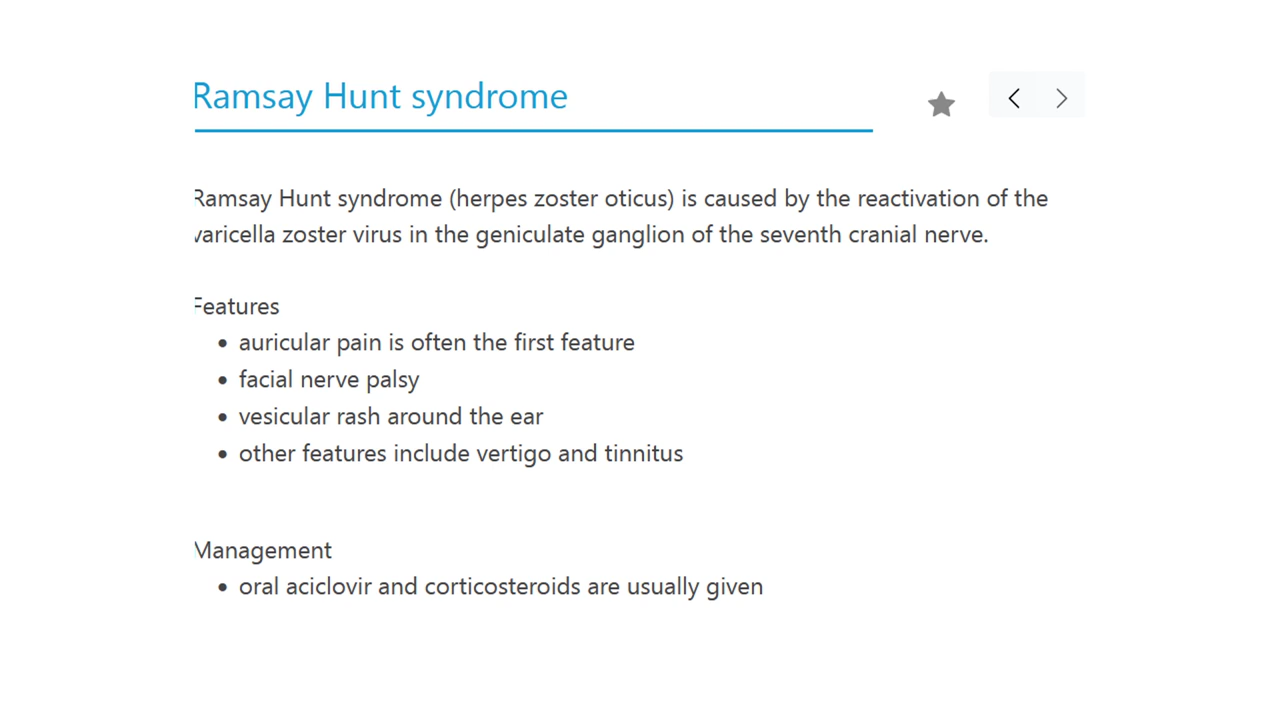 Ramsay Hunt syndrome
Ramsay Hunt syndrome (herpes zoster oticus) is caused by the reactivation of the
varicella zoster virus in the geniculate ganglion of the seventh cranial nerve.
Features
• auricular pain is often the first feature
• facial nerve palsy
• vesicular rash around the ear
• other features include vertigo and tinnitus
Management
• oral aciclovir and corticosteroids are usually given